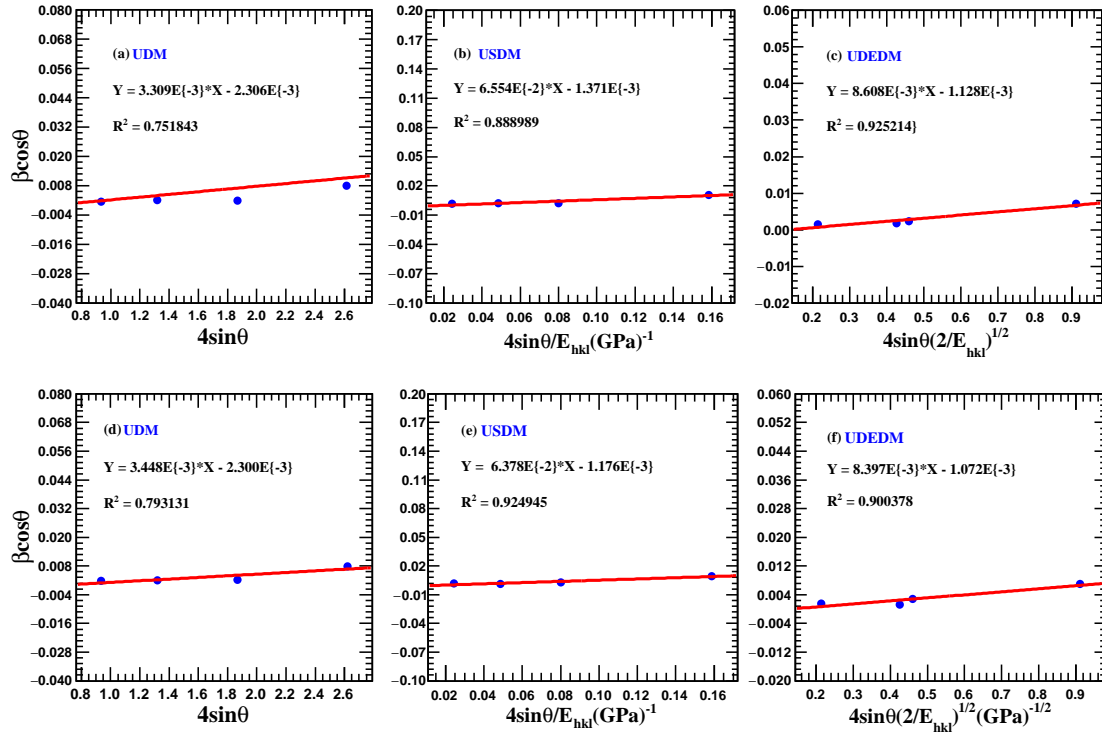 (a) UDM
Y = 3.309E{-3}*X - 2.306E{-3}
R² = 0.751843
βcosθ
0.080
0.068
0.056
0.044
0.032
0.020
0.008
−0.004
−0.016
−0.028
−0.040
0.8 1.0 1.2 1.4 1.6 1.8 2.0 2.2 2.4 2.6
4sinθ
(b) USDM
Y = 6.554E{-2}*X - 1.371E{-3}
R² = 0.888989
0.20
0.17
0.14
0.11
0.08
0.05
0.02
−0.01
−0.04
−0.07
−0.10
0.02 0.04 0.06 0.08 0.10 0.12 0.14 0.16
4sinθ/E_hkl(GPa)⁻¹
(c) UDEDM
Y = 8.608E{-3}*X - 1.128E{-3}
R² = 0.925214}
0.06
0.05
0.04
0.03
0.02
0.01
0.00
−0.01
−0.02
0.2 0.3 0.4 0.5 0.6 0.7 0.8 0.9
4sinθ(2/E_hkl)^1/2
(d) UDM
Y = 3.448E{-3}*X - 2.300E{-3}
R² = 0.793131
βcosθ
0.080
0.068
0.056
0.044
0.032
0.020
0.008
−0.004
−0.016
−0.028
−0.040
0.8 1.0 1.2 1.4 1.6 1.8 2.0 2.2 2.4 2.6
4sinθ
(e) USDM
Y = 6.378E{-2}*X - 1.176E{-3}
R² = 0.924945
0.20
0.17
0.14
0.11
0.08
0.05
0.02
−0.01
−0.04
−0.07
−0.10
0.02 0.04 0.06 0.08 0.10 0.12 0.14 0.16
4sinθ/E_hkl(GPa)⁻¹
(f) UDEDM
Y = 8.397E{-3}*X - 1.072E{-3}
R² = 0.900378
0.060
0.052
0.044
0.036
0.028
0.020
0.012
0.004
−0.004
−0.012
−0.020
0.2 0.3 0.4 0.5 0.6 0.7 0.8 0.9
4sinθ(2/E_hkl)^1/2(GPa)^-1/2